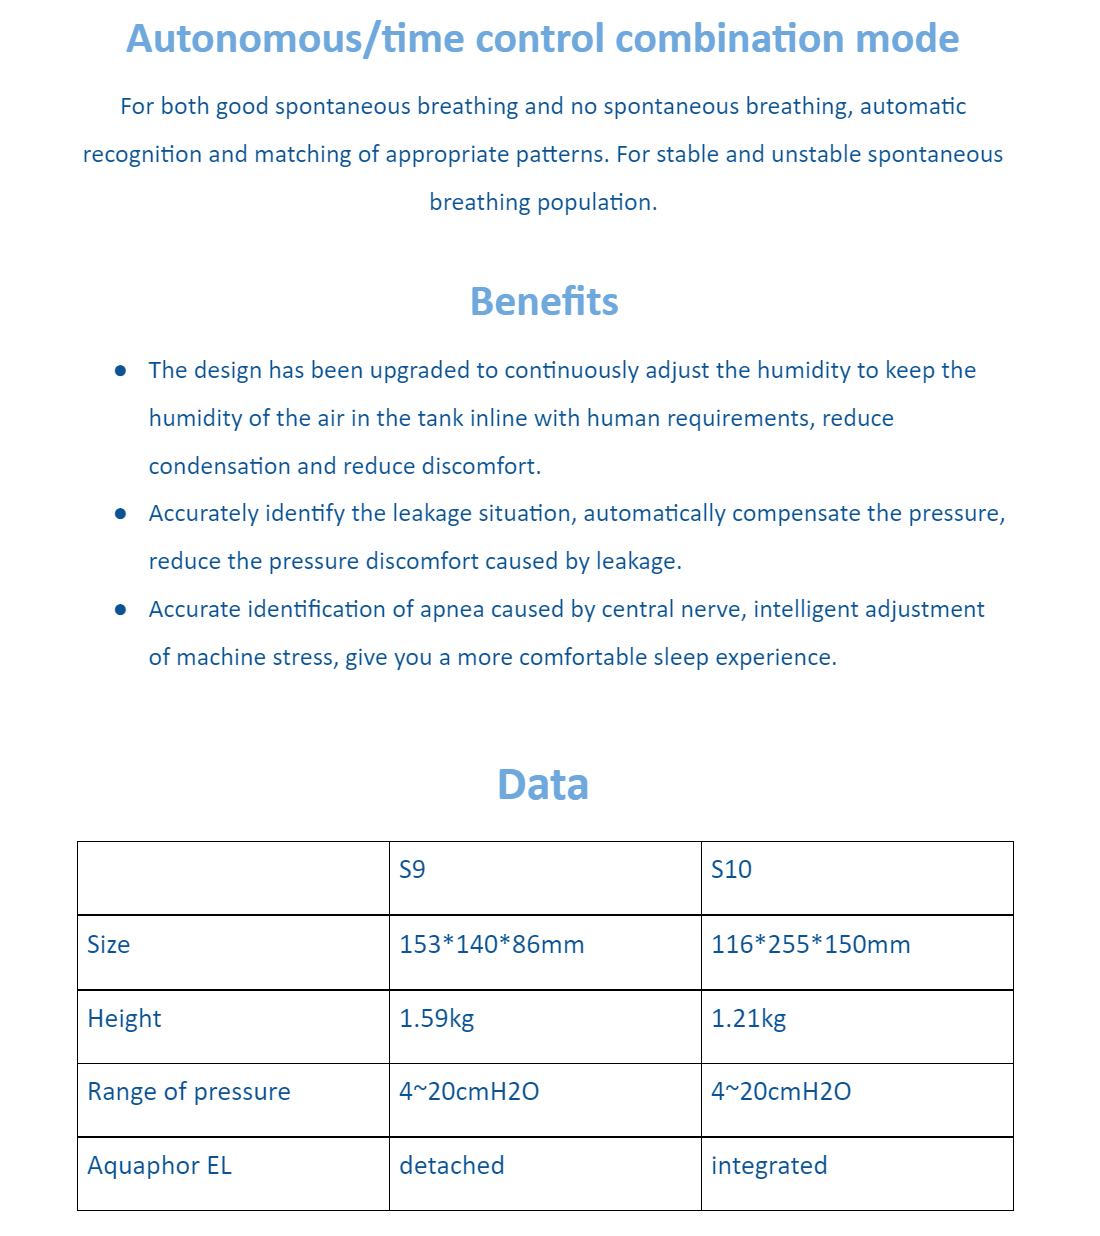 Autonomous/time control combination mode
For both good spontaneous breathing and no spontaneous breathing, automatic
recognition and matching of appropriate patterns. For stable and unstable spontaneous
breathing population.
Benefits
● The design has been upgraded to continuously adjust the humidity to keep the
humidity of the air in the tank inline with human requirements, reduce
condensation and reduce discomfort.
● Accurately identify the leakage situation, automatically compensate the pressure,
reduce the pressure discomfort caused by leakage.
● Accurate identification of apnea caused by central nerve, intelligent adjustment
of machine stress, give you a more comfortable sleep experience.
Data
S9 S10
Size 153*140*86mm 116*255*150mm
Height 1.59kg 1.21kg
Range of pressure 4~20cmH2O 4~20cmH2O
Aquaphor EL detached integrated